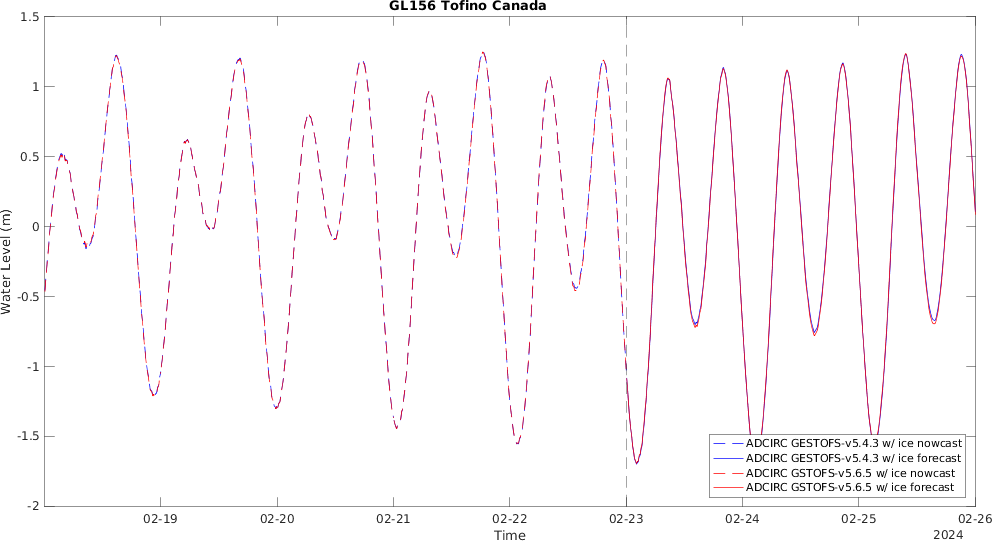 GL156 Tofino Canada
1.5
1
0.5
0
-0.5
-1
-1.5
-2
Water Level (m)
ADCIRC GESTOFS-v5.4.3 w/ ice nowcast
ADCIRC GESTOFS-v5.4.3 w/ ice forecast
ADCIRC GSTOFS-v5.6.5 w/ ice nowcast
ADCIRC GSTOFS-v5.6.5 w/ ice forecast
02-19 02-20 02-21 02-22 02-23 02-24 02-25 02-26
Time
2024